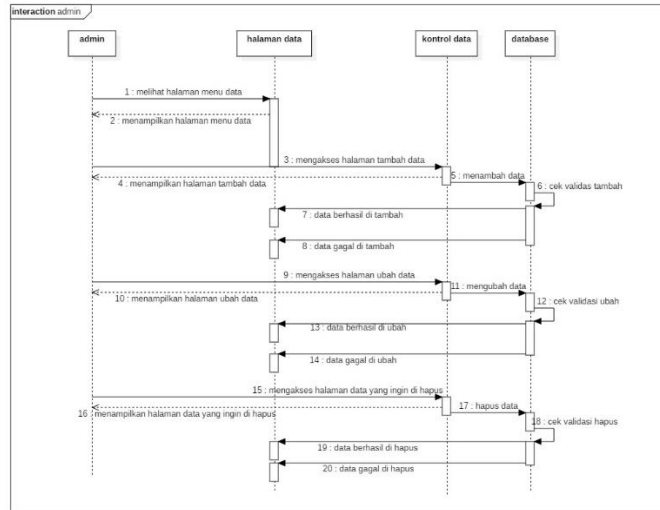 interaction admin
admin
halaman data
kontrol data
database
1 : melihat halaman menu data
2 : menampilkan halaman menu data
3 : mengakses halaman tambah data
4 : menampilkan halaman tambah data
5 : menambah data
6 : cek validas tambah
7 : data berhasil di tambah
8 : data gagal di tambah
9 : mengakses halaman ubah data
10 : menampilkan halaman ubah data
11 : mengubah data
12 : cek validasi ubah
13 : data berhasil di ubah
14 : data gagal di ubah
15 : mengakses halaman data yang ingin di hapus
16 : menampilkan halaman data yang ingin di hapus
17 : hapus data
18 : cek validasi hapus
19 : data berhasil di hapus
20 : data gagal di hapus